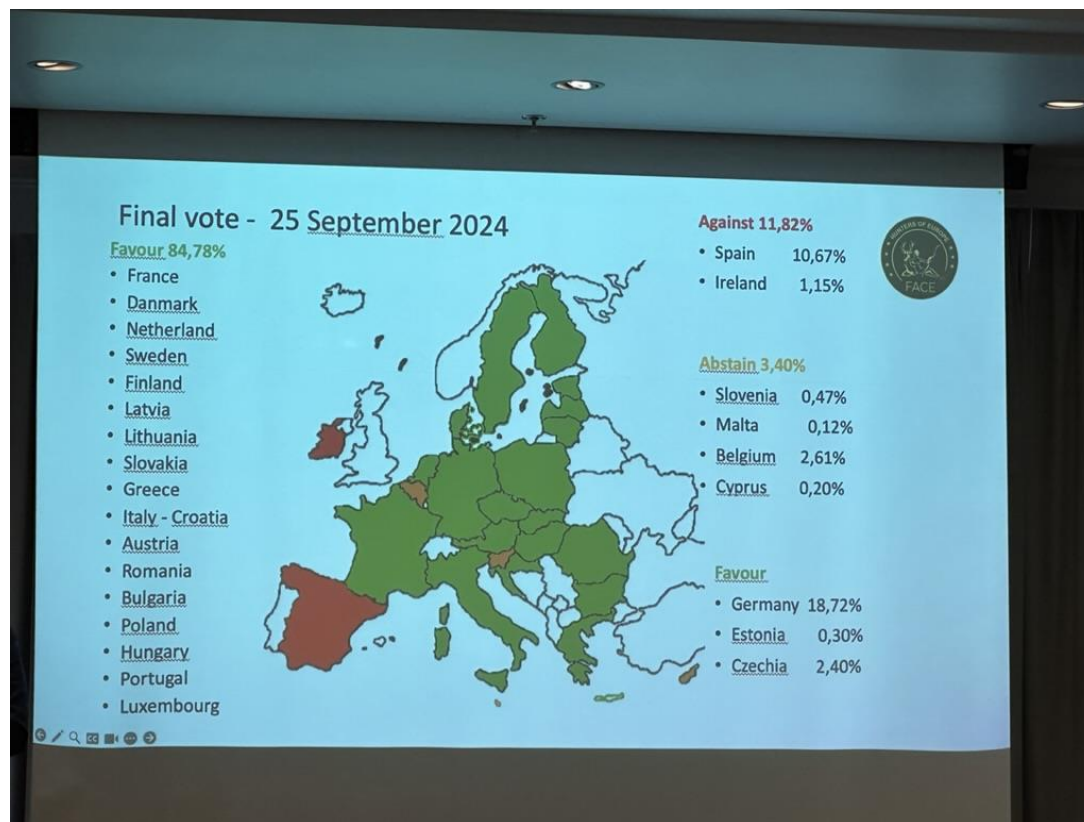 Final vote - 25 September 2024
Favour 84,78%
• France
• Danmark
• Netherland
• Sweden
• Finland
• Latvia
• Lithuania
• Slovakia
• Greece
• Italy - Croatia
• Austria
• Romania
• Bulgaria
• Poland
• Hungary
• Portugal
• Luxembourg
Against 11,82%
• Spain 10,67%
• Ireland 1,15%
Abstain 3,40%
• Slovenia 0,47%
• Malta 0,12%
• Belgium 2,61%
• Cyprus 0,20%
Favour
• Germany 18,72%
• Estonia 0,30%
• Czechia 2,40%
HUNTERS OF EUROPE
FACE